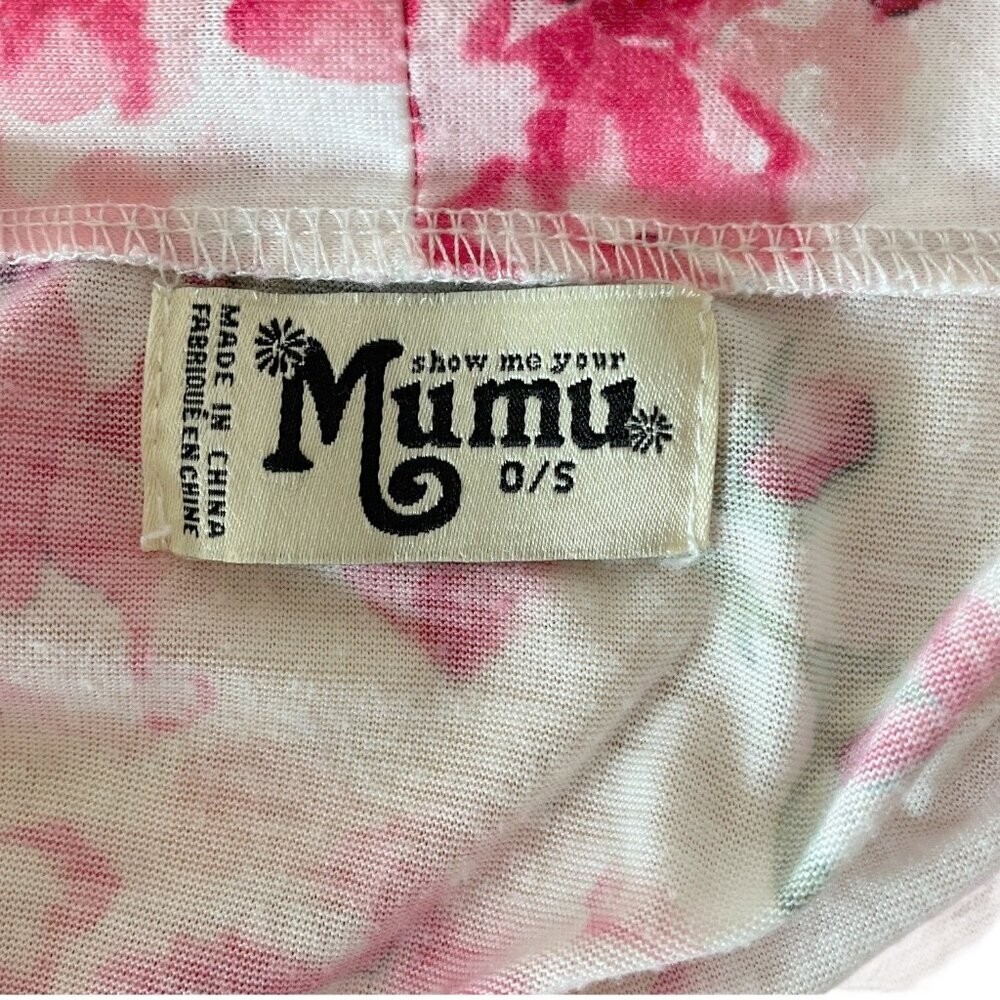 show me your
Mumu
O/S
MADE IN CHINA
FABRIQUÉ EN CHINE